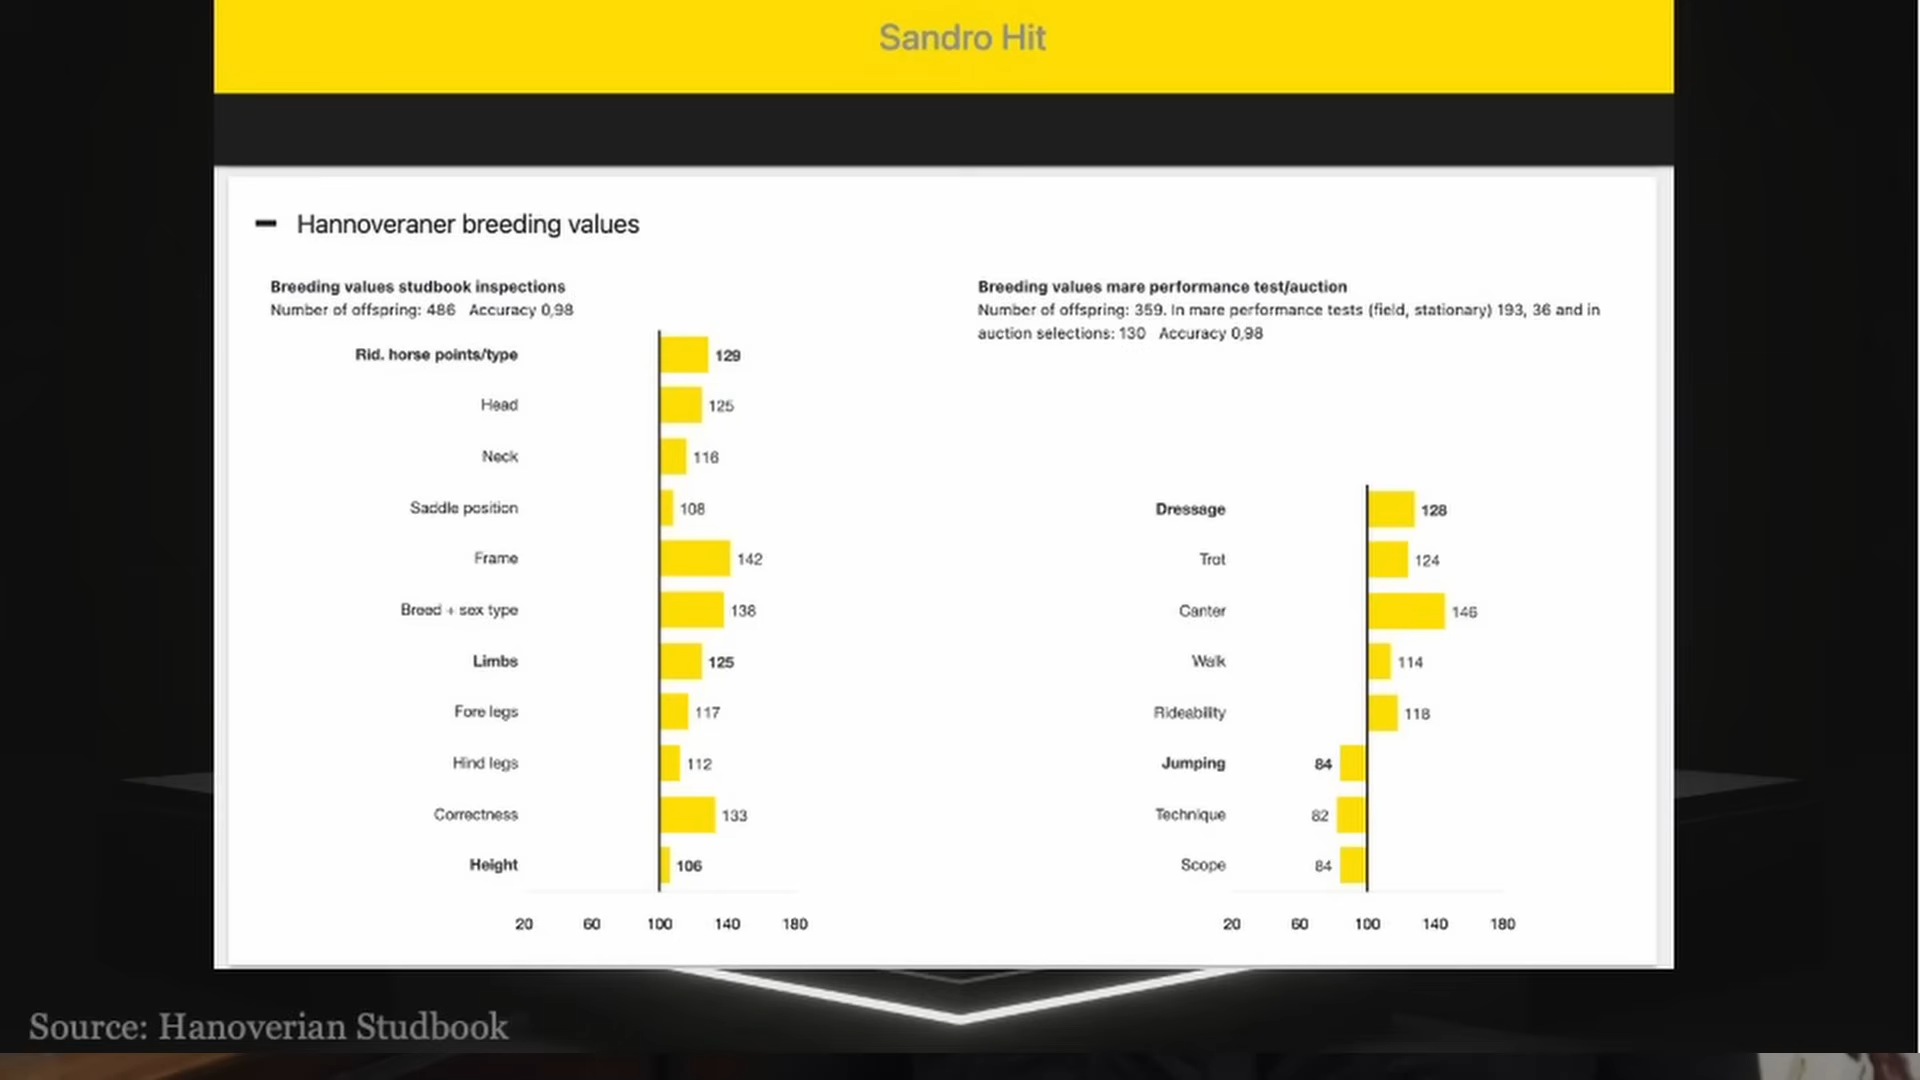 Sandro Hit
Hannoveraner breeding values
Breeding values studbook inspections
Number of offspring: 486 Accuracy 0,98
Rid. horse points/type 129
Head 125
Neck 116
Saddle position 108
Frame 142
Breed + sex type 138
Limbs 125
Fore legs 117
Hind legs 112
Correctness 133
Height 106
20 60 100 140 180
Breeding values mare performance test/auction
Number of offspring: 359. In mare performance tests (field, stationary) 193, 36 and in
auction selections: 130 Accuracy 0,98
Dressage 128
Trot 124
Canter 146
Walk 114
Rideability 118
Jumping 84
Technique 82
Scope 84
20 60 100 140 180
Source: Hanoverian Studbook